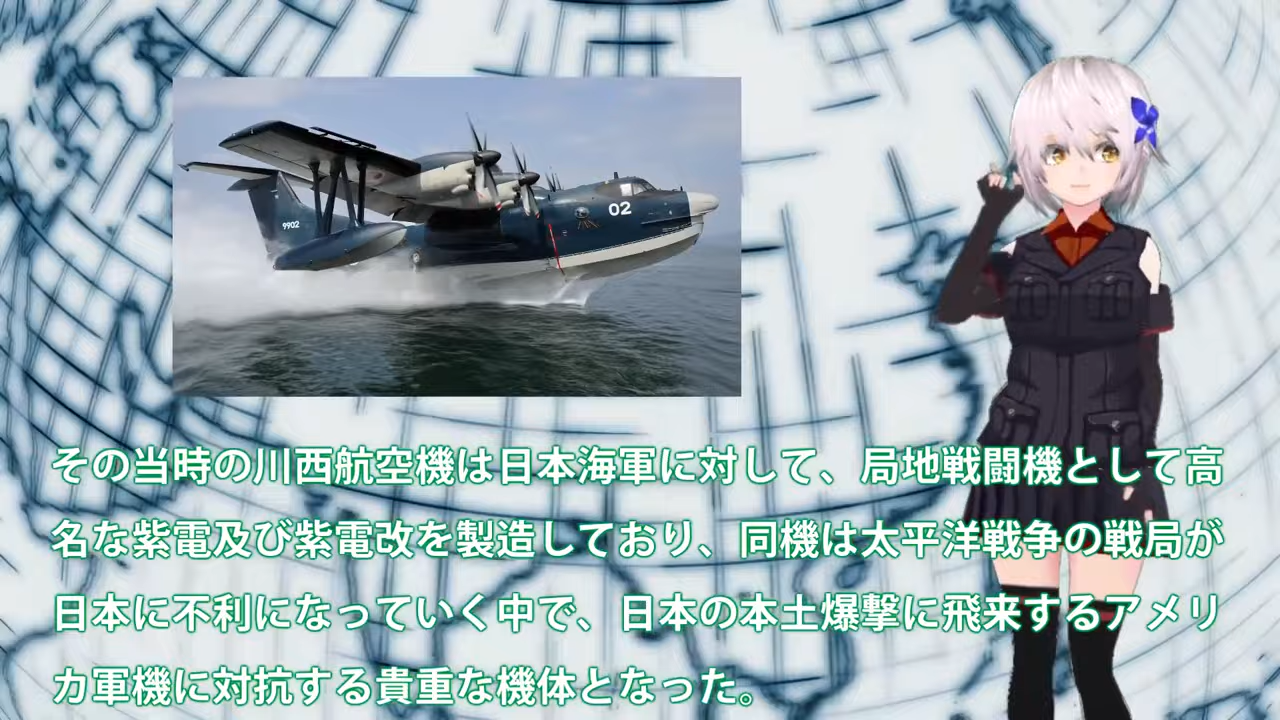 02
9902
その当時の川西航空機は日本海軍に対して、局地戦闘機として高
名な紫電及び紫電改を製造しており、同機は太平洋戦争の戦局が
日本に不利になっていく中で、日本の本土爆撃に飛来するアメリ
カ軍機に対抗する貴重な機体となった。